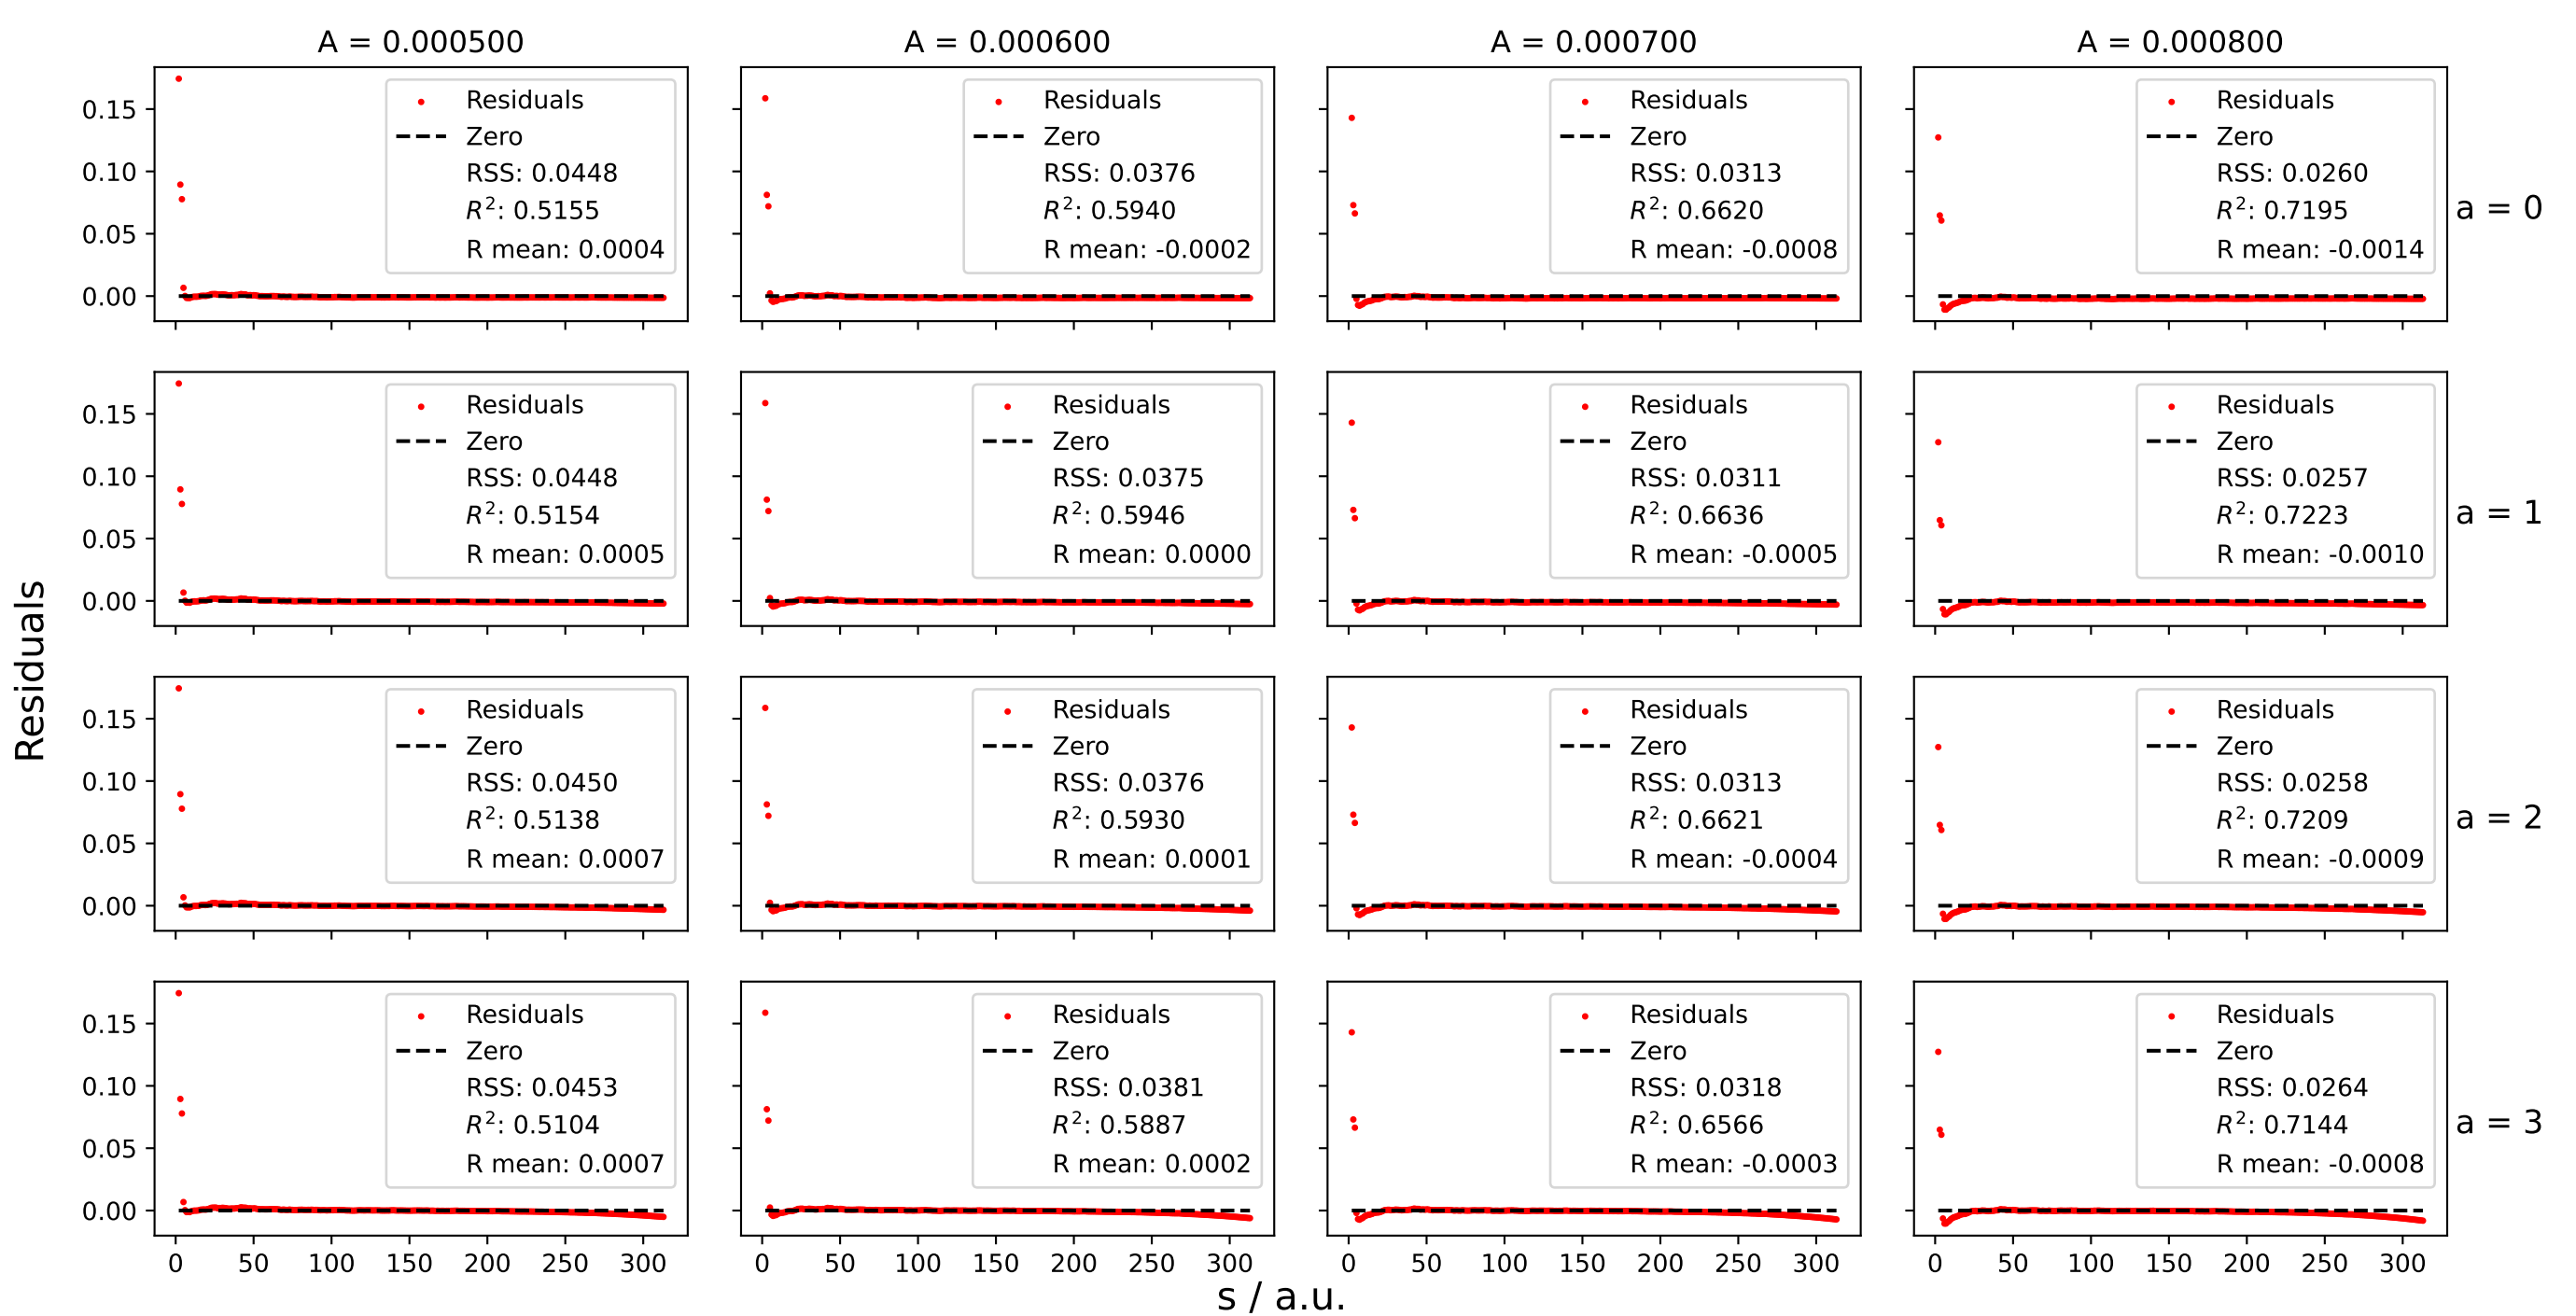 A = 0.000500
A = 0.000600
A = 0.000700
A = 0.000800
0.15
0.10
0.05
0.00
Residuals
Zero
RSS: 0.0448
R²: 0.5155
R mean: 0.0004
Residuals
Zero
RSS: 0.0376
R²: 0.5940
R mean: -0.0002
Residuals
Zero
RSS: 0.0313
R²: 0.6620
R mean: -0.0008
Residuals
Zero
RSS: 0.0260
R²: 0.7195
R mean: -0.0014
a = 0
0.15
0.10
0.05
0.00
Residuals
Zero
RSS: 0.0448
R²: 0.5154
R mean: 0.0005
Residuals
Zero
RSS: 0.0375
R²: 0.5946
R mean: 0.0000
Residuals
Zero
RSS: 0.0311
R²: 0.6636
R mean: -0.0005
Residuals
Zero
RSS: 0.0257
R²: 0.7223
R mean: -0.0010
a = 1
Residuals
0.15
0.10
0.05
0.00
Residuals
Zero
RSS: 0.0450
R²: 0.5138
R mean: 0.0007
Residuals
Zero
RSS: 0.0376
R²: 0.5930
R mean: 0.0001
Residuals
Zero
RSS: 0.0313
R²: 0.6621
R mean: -0.0004
Residuals
Zero
RSS: 0.0258
R²: 0.7209
R mean: -0.0009
a = 2
0.15
0.10
0.05
0.00
Residuals
Zero
RSS: 0.0453
R²: 0.5104
R mean: 0.0007
Residuals
Zero
RSS: 0.0381
R²: 0.5887
R mean: 0.0002
Residuals
Zero
RSS: 0.0318
R²: 0.6566
R mean: -0.0003
Residuals
Zero
RSS: 0.0264
R²: 0.7144
R mean: -0.0008
a = 3
0 50 100 150 200 250 300
0 50 100 150 200 250 300
0 50 100 150 200 250 300
0 50 100 150 200 250 300
s / a.u.